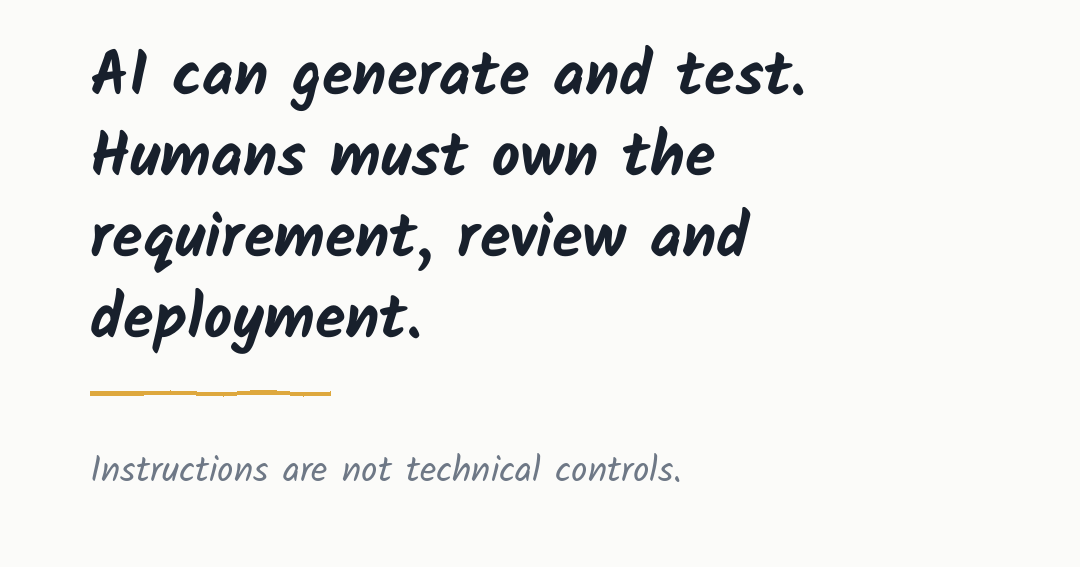 AI can generate and test.
Humans must own the
requirement, review and
deployment.
Instructions are not technical controls.